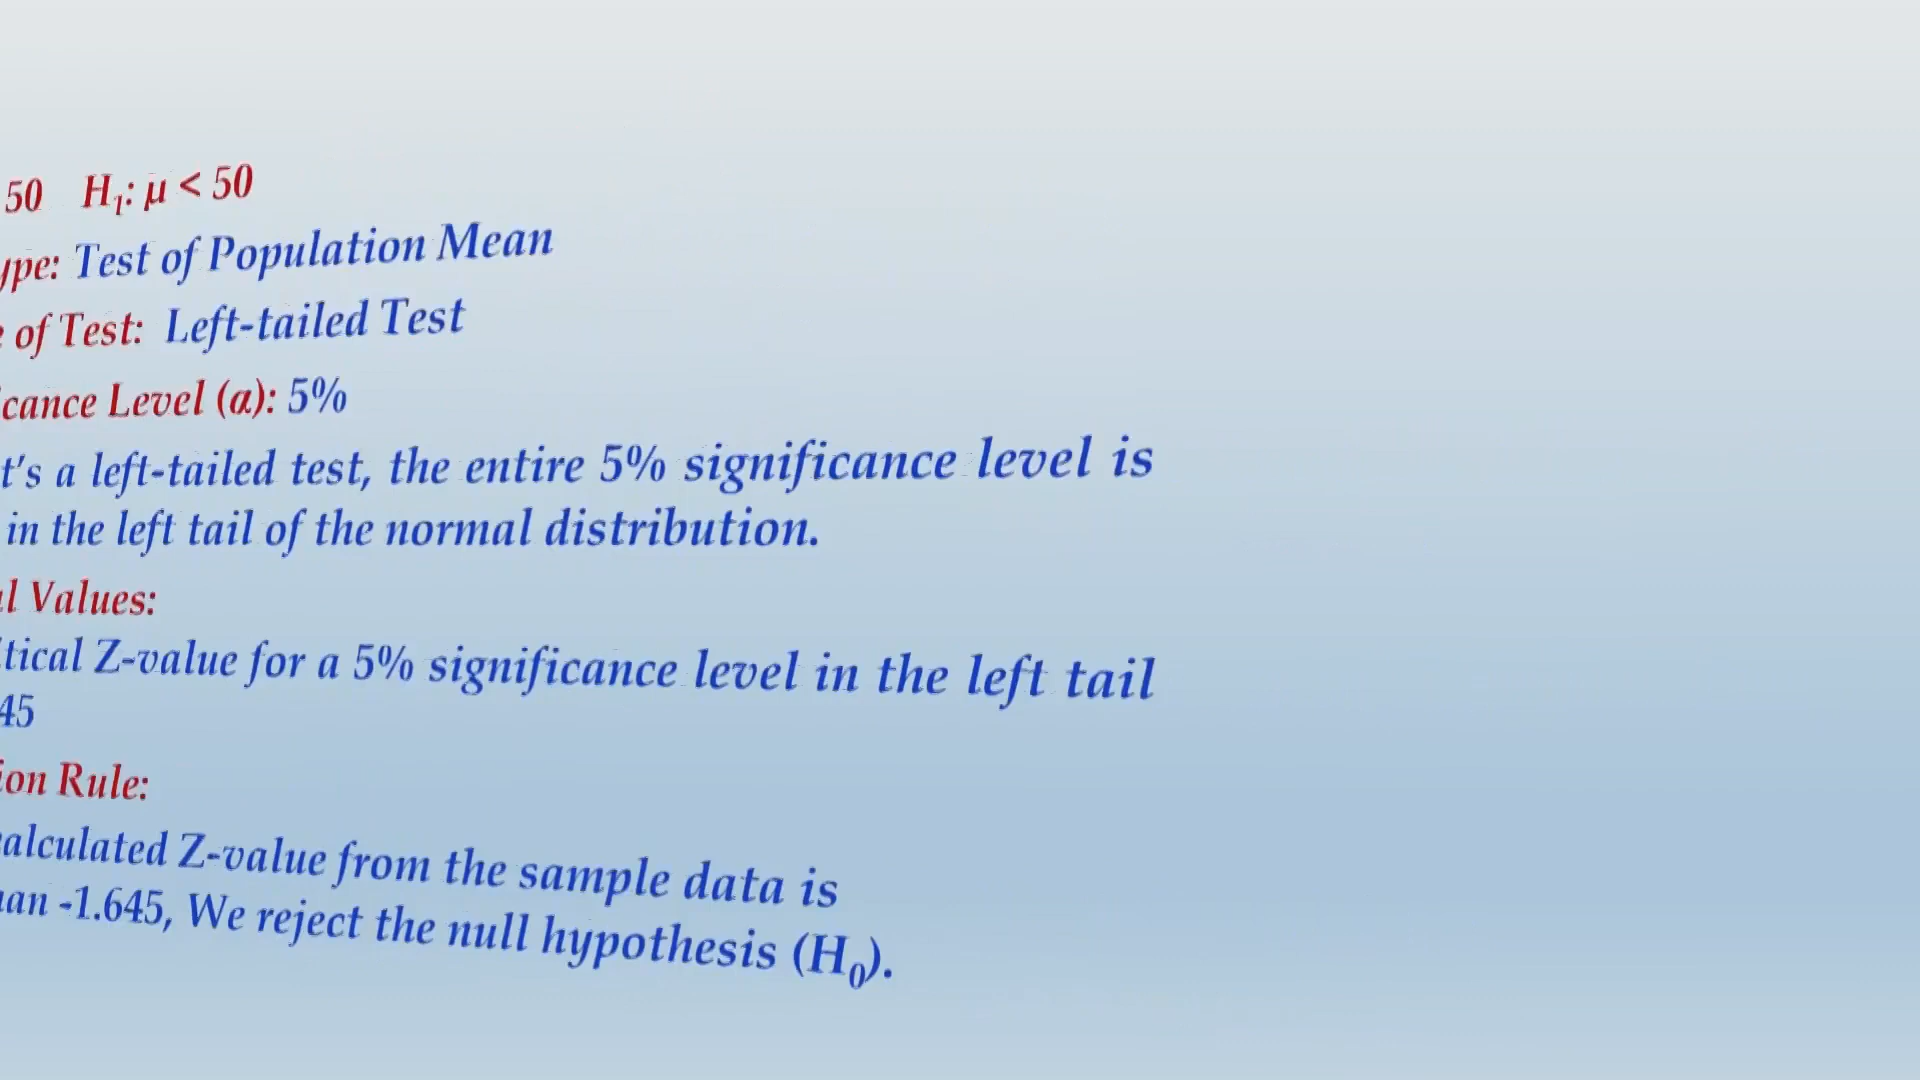 50 H₁: μ < 50
ype: Test of Population Mean
of Test: Left-tailed Test
cance Level (α): 5%
t's a left-tailed test, the entire 5% significance level is
in the left tail of the normal distribution.
l Values:
tical Z-value for a 5% significance level in the left tail
45
ion Rule:
alculated Z-value from the sample data is
an -1.645, We reject the null hypothesis (H₀).